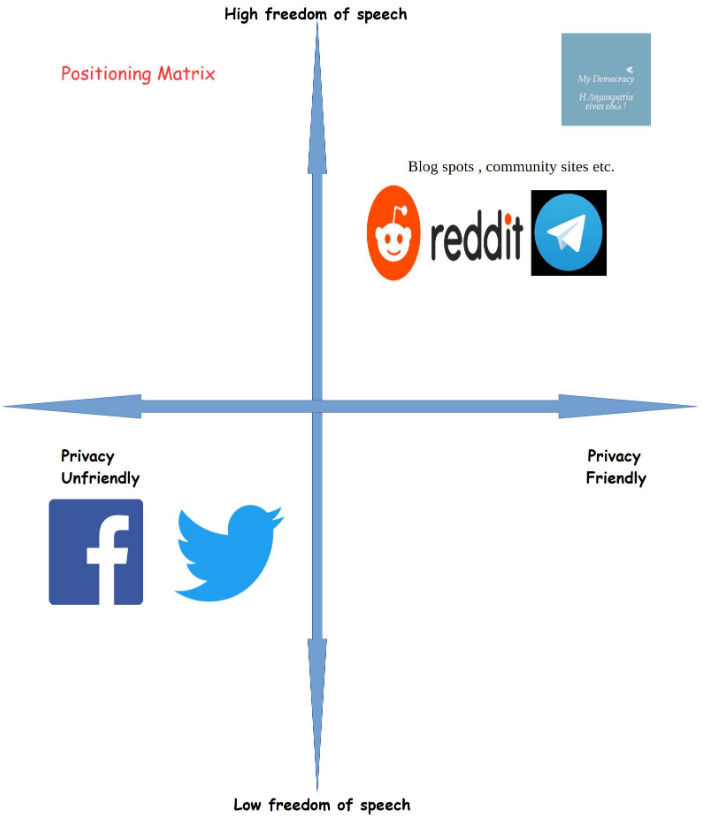 High freedom of speech
Positioning Matrix
My Democracy
Η Δημοκρατία
είναι εδώ !
Blog spots , community sites etc.
reddit
Privacy
Unfriendly
Privacy
Friendly
f
Low freedom of speech